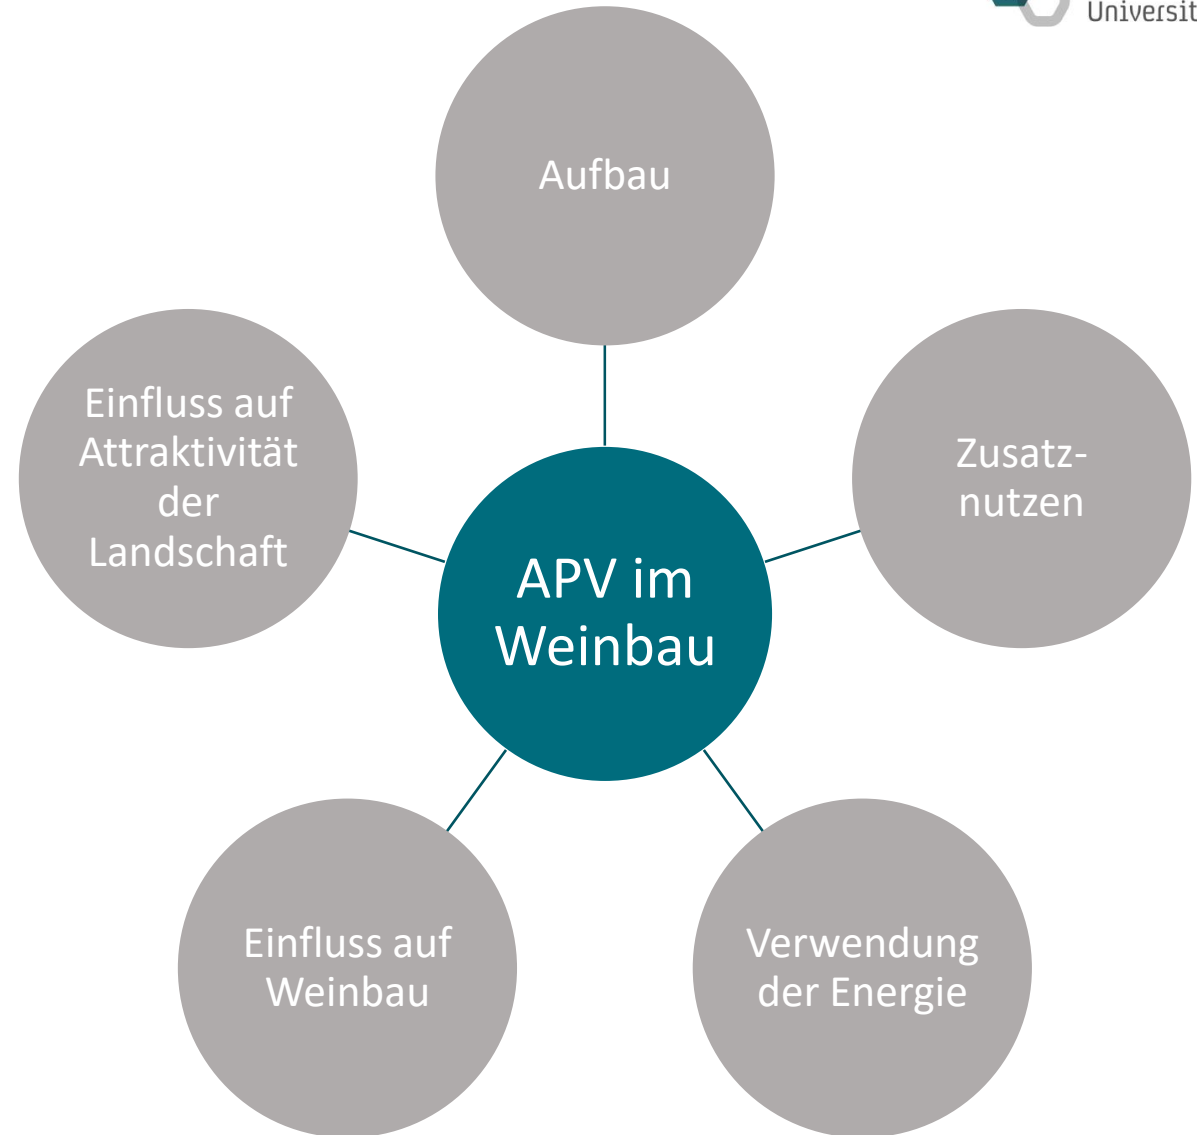 Universit
Aufbau
Einfluss auf
Attraktivität
der
Landschaft
Zusatz-
nutzen
APV im
Weinbau
Einfluss auf
Weinbau
Verwendung
der Energie